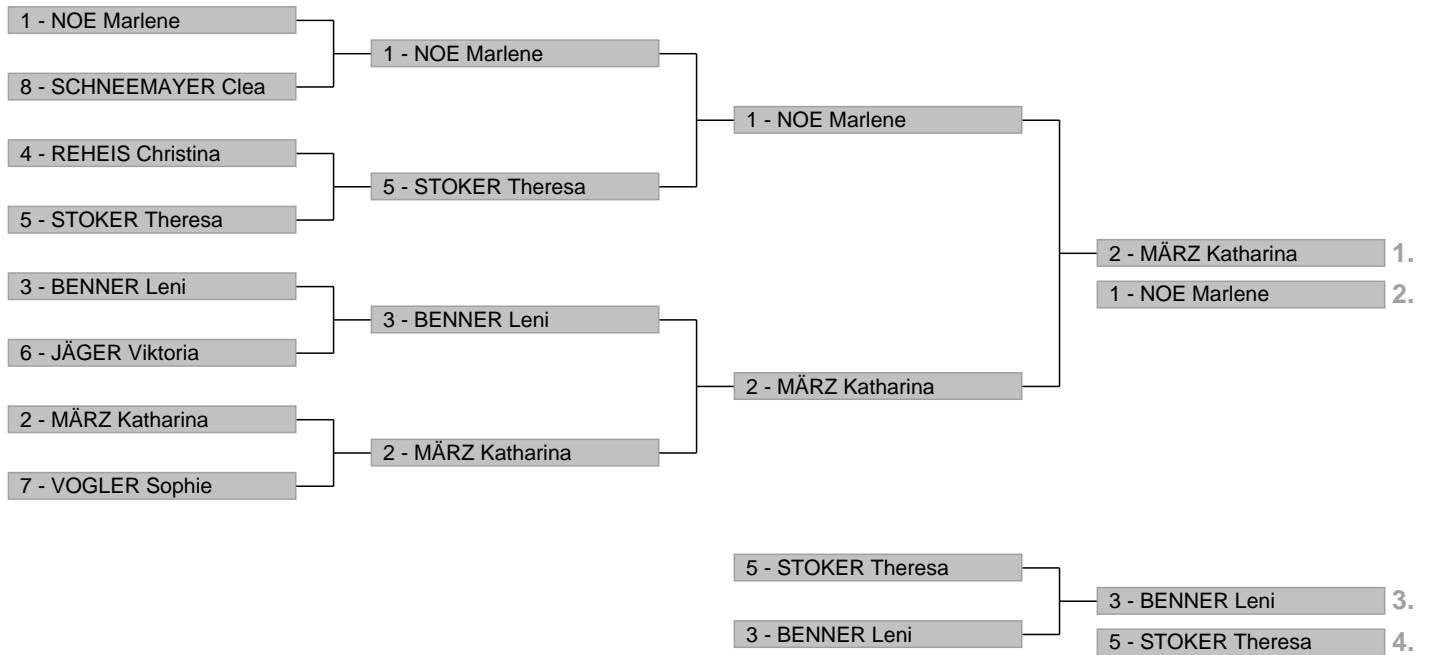 1 - NOE Marlene
8 - SCHNEEMAYER Clea
4 - REHEIS Christina
5 - STOKER Theresa
3 - BENNER Leni
6 - JÄGER Viktoria
2 - MÄRZ Katharina
7 - VOGLER Sophie
1 - NOE Marlene
5 - STOKER Theresa
3 - BENNER Leni
2 - MÄRZ Katharina
1 - NOE Marlene
2 - MÄRZ Katharina
2 - MÄRZ Katharina 1.
1 - NOE Marlene 2.
5 - STOKER Theresa
3 - BENNER Leni
3 - BENNER Leni 3.
5 - STOKER Theresa 4.